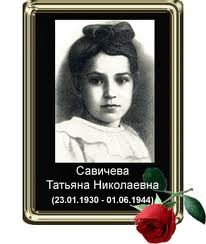 Савичева
Татьяна Николаевна
(23.01.1930 - 01.06.1944)